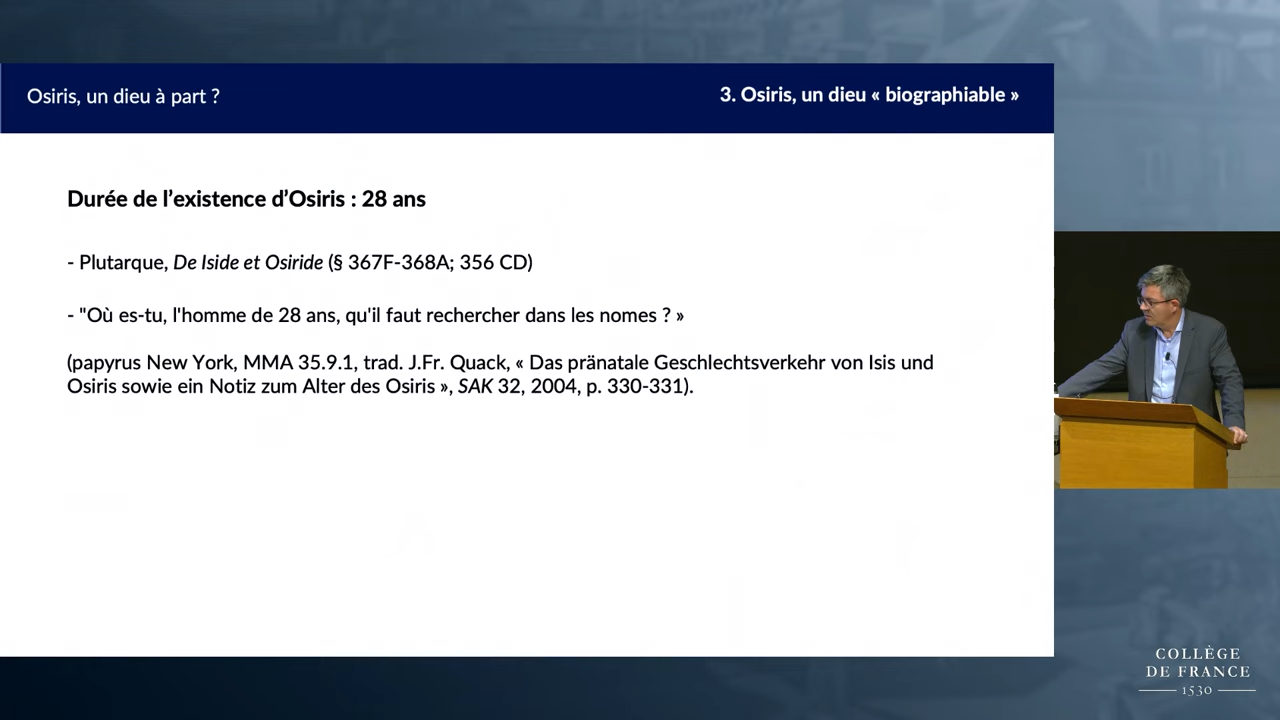 Osiris, un dieu à part ?
3. Osiris, un dieu « biographiable »
Durée de l’existence d’Osiris : 28 ans
- Plutarque, De Iside et Osiride (§ 367F-368A; 356 CD)
- "Où es-tu, l'homme de 28 ans, qu'il faut rechercher dans les nomes ? »
(papyrus New York, MMA 35.9.1, trad. J.Fr. Quack, « Das pränatale Geschlechtsverkehr von Isis und
Osiris sowie ein Notiz zum Alter des Osiris », SAK 32, 2004, p. 330-331).
COLLÈGE
DE FRANCE
1530